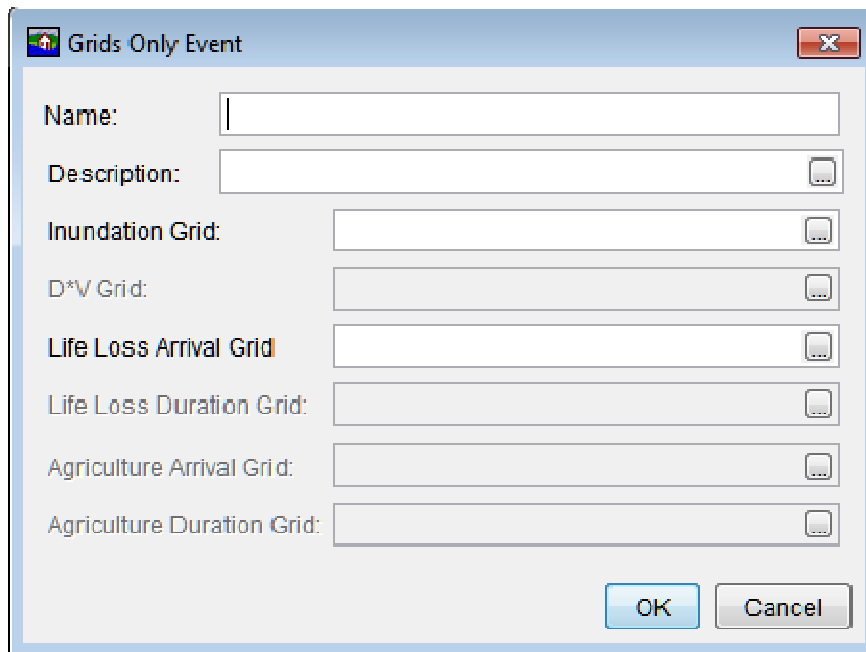 Grids Only Event
Name:
Description:
...
Inundation Grid:
...
D*V Grid:
...
Life Loss Arrival Grid
...
Life Loss Duration Grid:
...
Agriculture Arrival Grid:
...
Agriculture Duration Grid:
...
OK Cancel